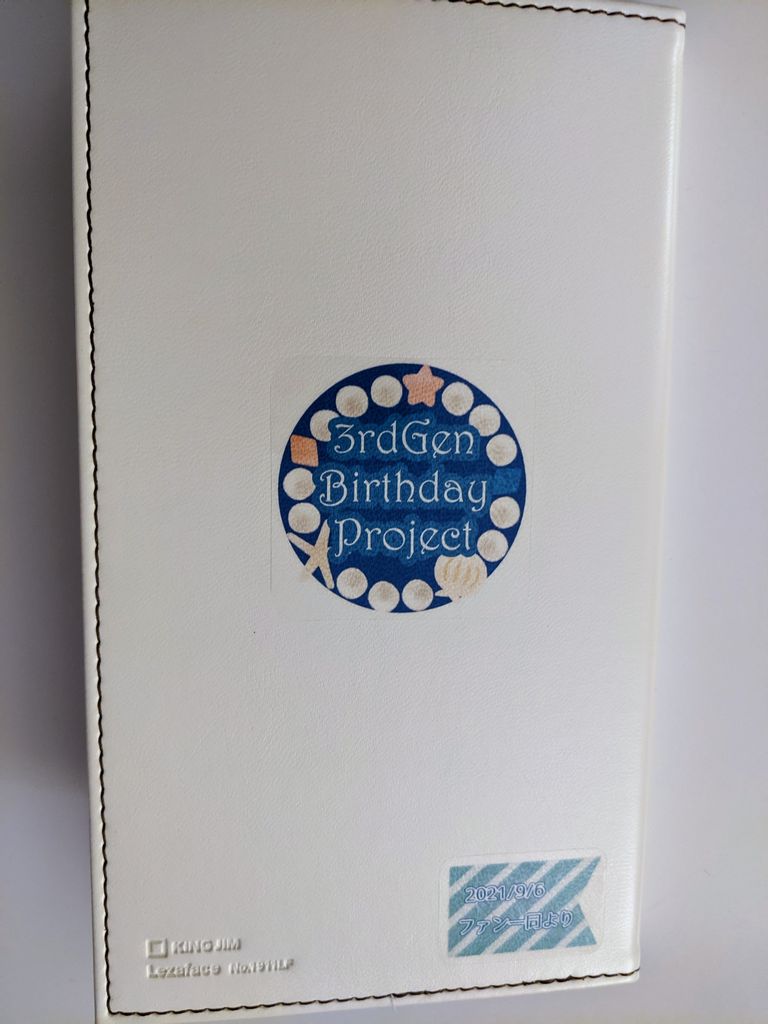 3rdGen
Birthday
Project
2021/9/6
ファン一同より
KING JIM
Lezaface No.1911LF